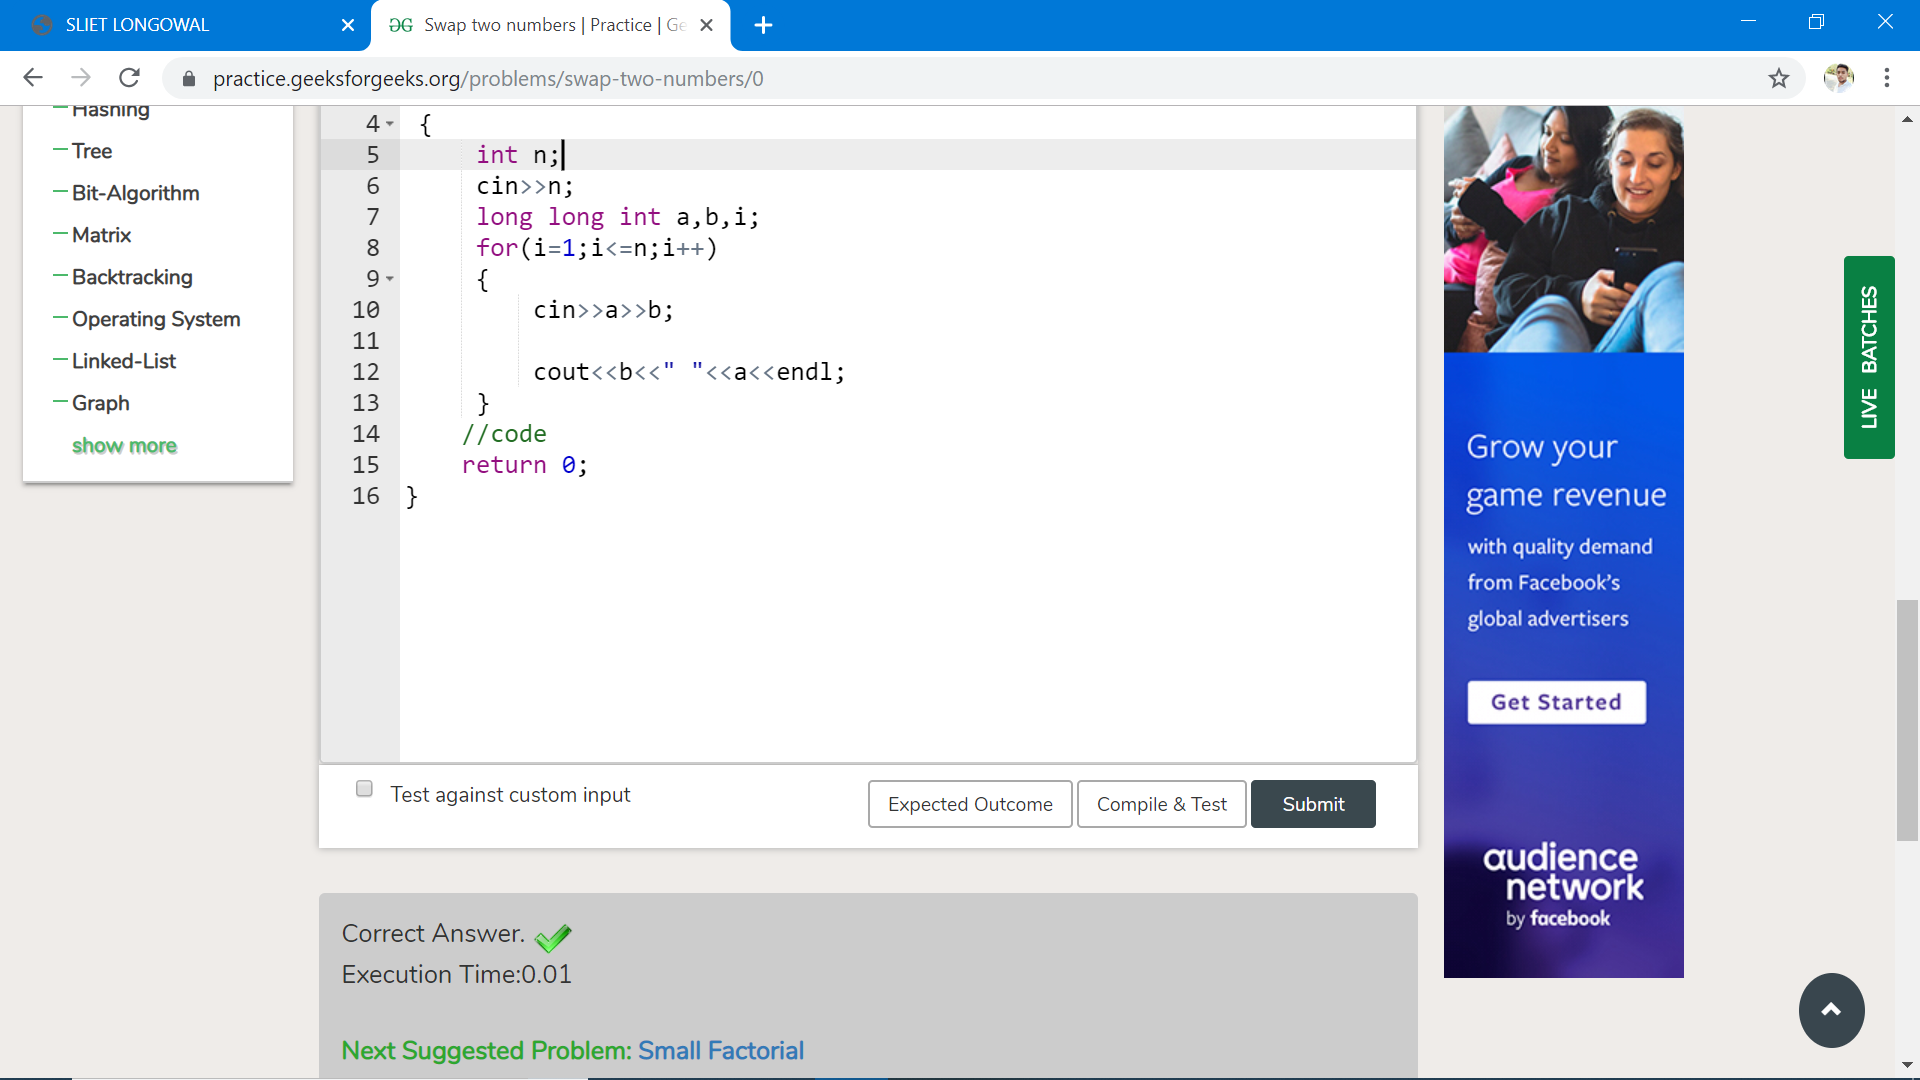 SLIET LONGOWAL
Swap two numbers | Practice | Ge
practice.geeksforgeeks.org/problems/swap-two-numbers/0
Hashing
Tree
Bit-Algorithm
Matrix
Backtracking
Operating System
Linked-List
Graph
show more
4 {
5 int n;
6 cin>>n;
7 long long int a,b,i;
8 for(i=1;i<=n;i++)
9 {
10 cin>>a>>b;
11
12 cout<<b<<" "<<a<<endl;
13 }
14 //code
15 return 0;
16 }
Test against custom input
Expected Outcome
Compile & Test
Submit
Correct Answer.
Execution Time:0.01
Next Suggested Problem: Small Factorial
Grow your
game revenue
with quality demand
from Facebook's
global advertisers
Get Started
audience
network
by facebook
LIVE BATCHES